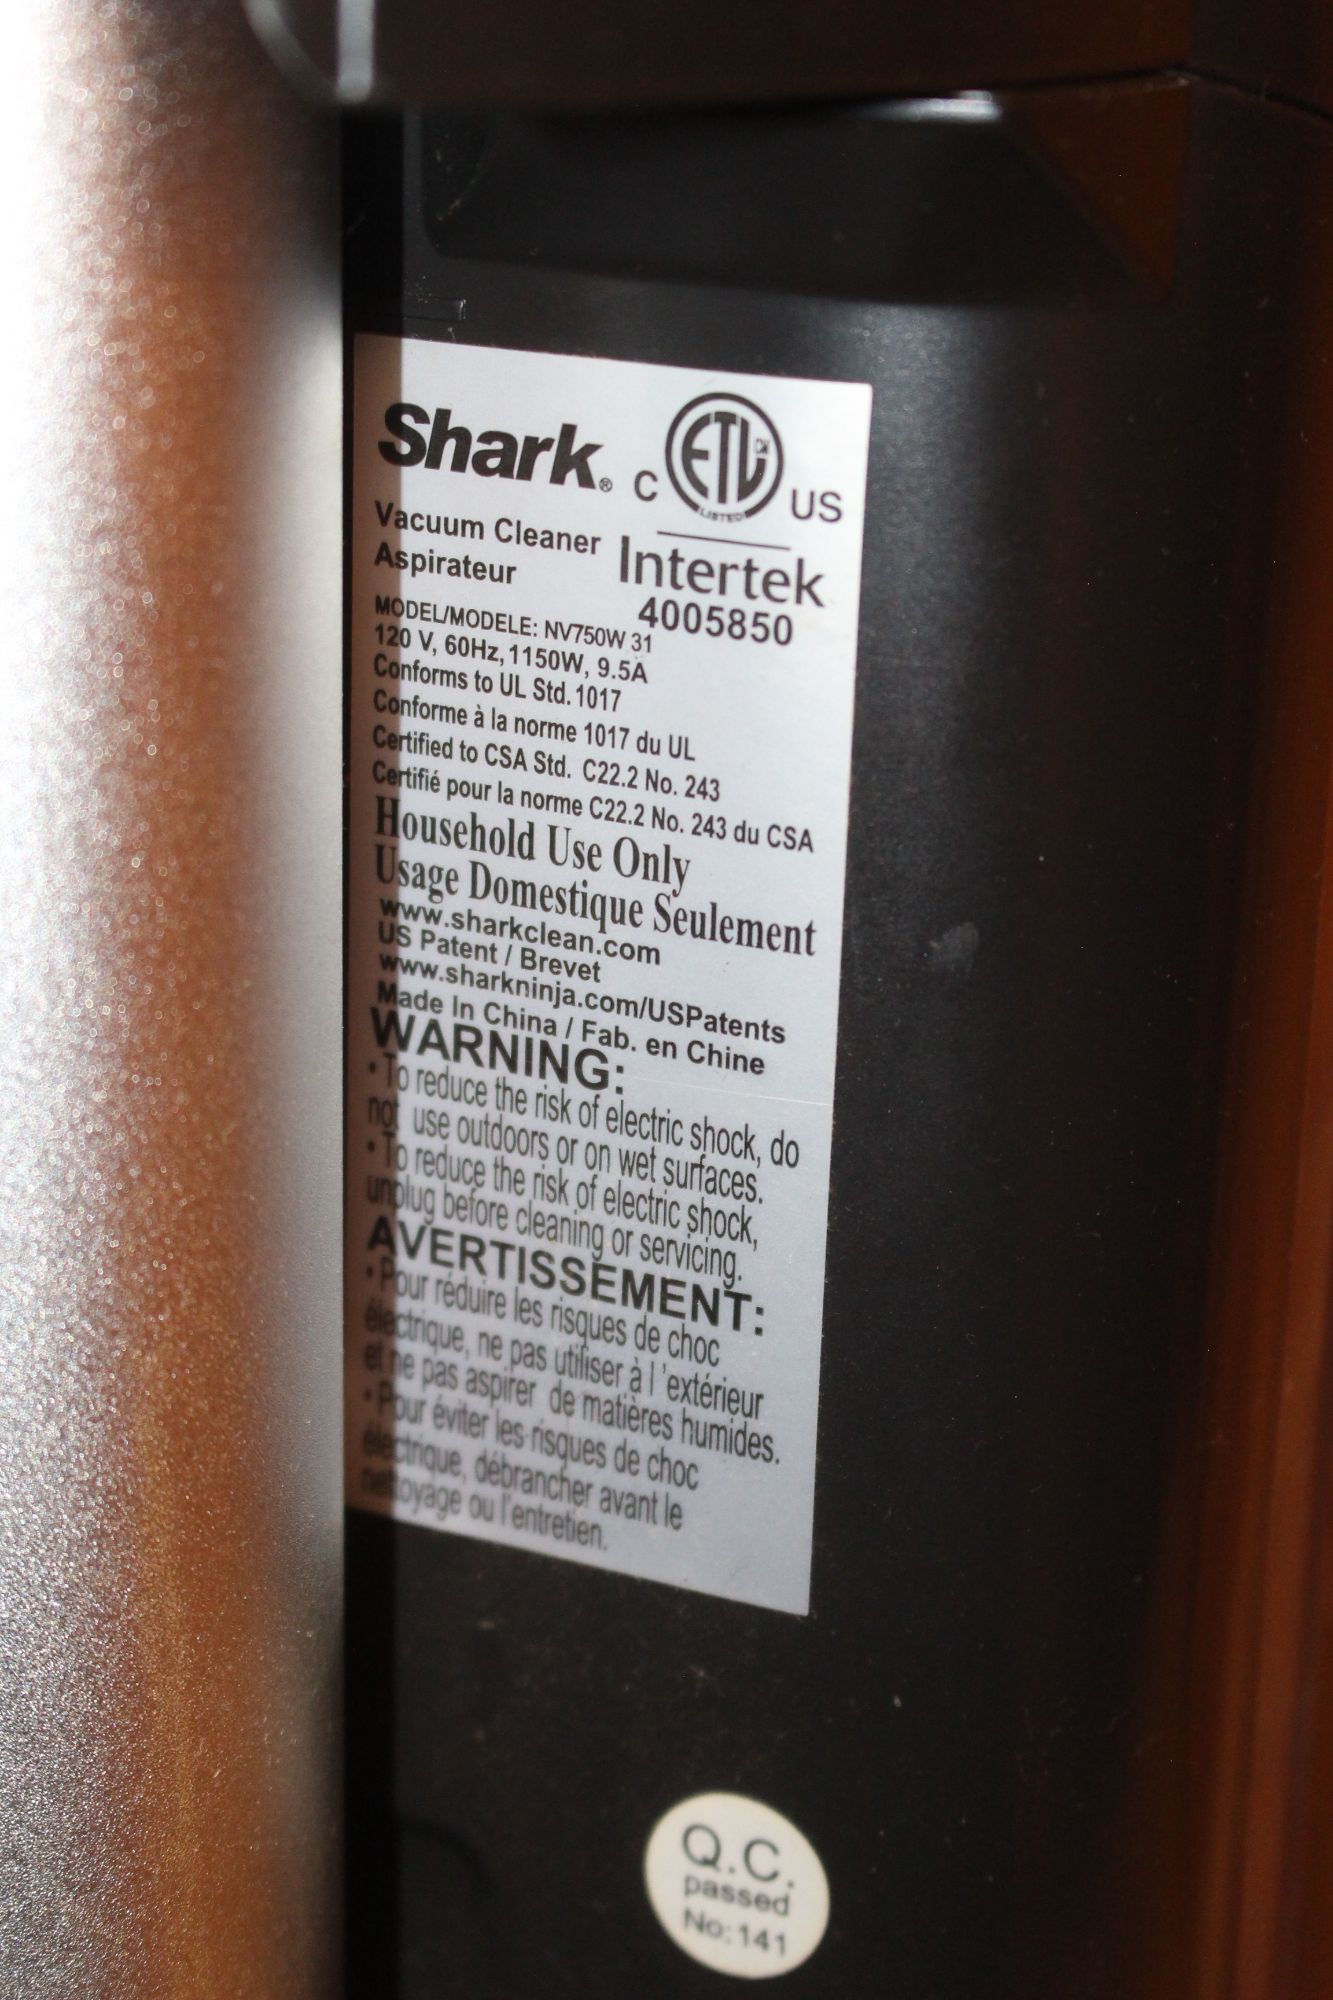 Shark®
C ETL CM LISTED US
Vacuum Cleaner
Aspirateur
Intertek
4005850
MODEL/MODELE: NV750W 31
120 V, 60Hz, 1150W, 9.5A
Conforms to UL Std. 1017
Conforme à la norme 1017 du UL
Certified to CSA Std. C22.2 No. 243
Certifié pour la norme C22.2 No. 243 du CSA
Household Use Only
Usage Domestique Seulement
www.sharkclean.com
US Patent / Brevet
www.sharkninja.com/USPatents
Made In China / Fab. en Chine
WARNING:
• To reduce the risk of electric shock, do
not use outdoors or on wet surfaces.
• To reduce the risk of electric shock,
unplug before cleaning or servicing.
AVERTISSEMENT:
• Pour réduire les risques de choc
électrique, ne pas utiliser à l 'extérieur
et ne pas aspirer de matières humides.
• Pour éviter les risques de choc
électrique, débrancher avant le
nettoyage ou l'entretien.
Q.C.
passed
No: 141